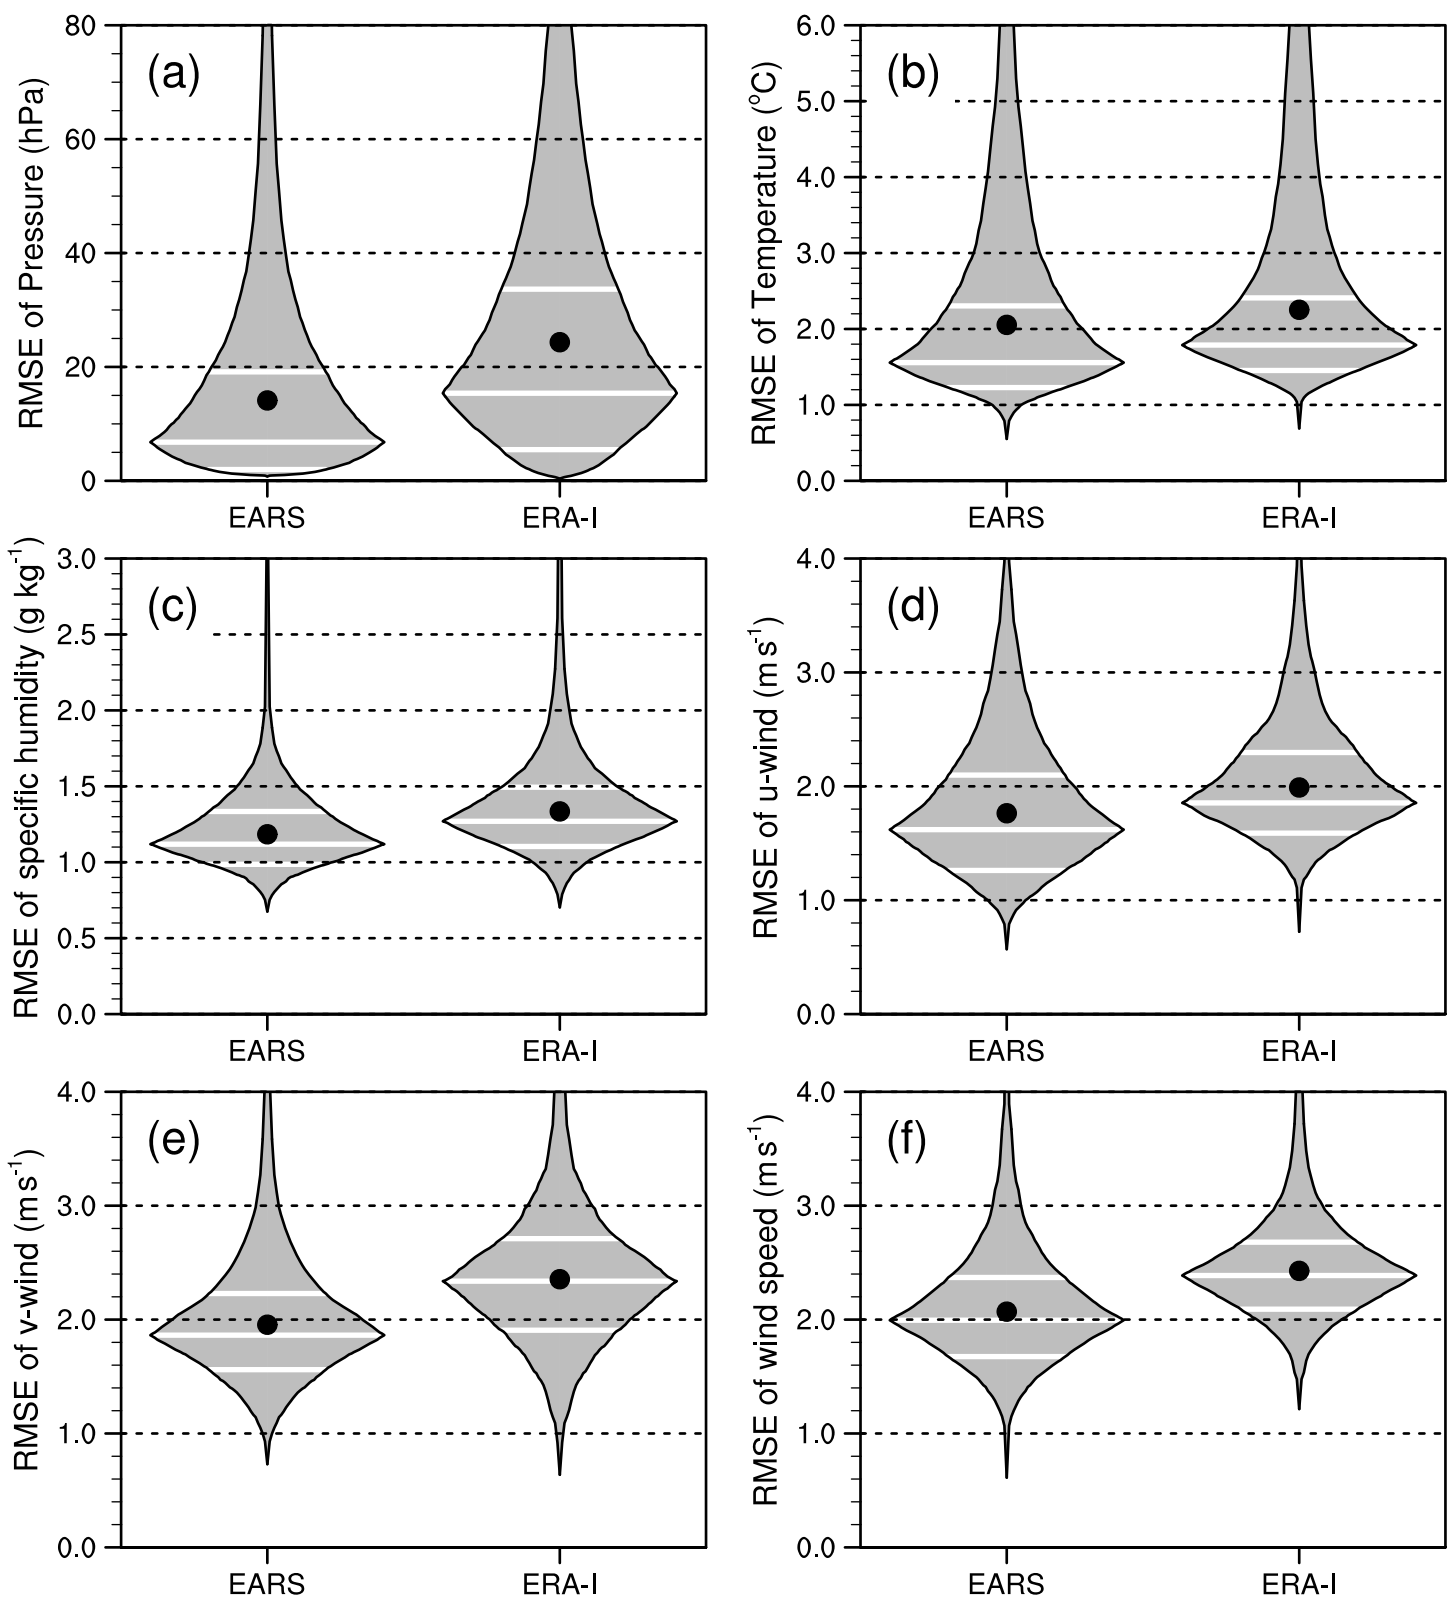 RMSE of Pressure (hPa)
80
60
40
20
0
(a)
EARS ERA-I
RMSE of Temperature (°C)
6.0
5.0
4.0
3.0
2.0
1.0
0.0
(b)
EARS ERA-I
RMSE of specific humidity (g kg⁻¹)
3.0
2.5
2.0
1.5
1.0
0.5
0.0
(c)
EARS ERA-I
RMSE of u-wind (ms⁻¹)
4.0
3.0
2.0
1.0
0.0
(d)
EARS ERA-I
RMSE of v-wind (ms⁻¹)
4.0
3.0
2.0
1.0
0.0
(e)
EARS ERA-I
RMSE of wind speed (ms⁻¹)
4.0
3.0
2.0
1.0
0.0
(f)
EARS ERA-I